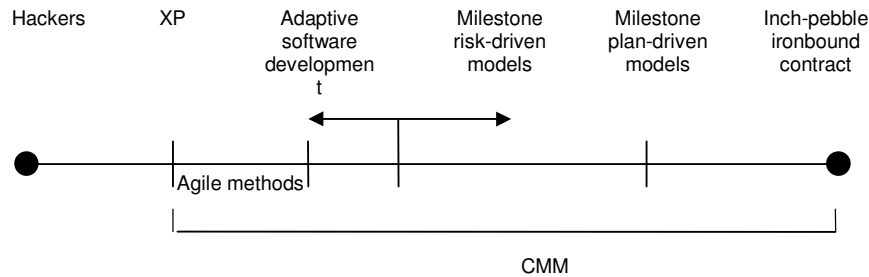 Hackers
XP
Adaptive
software
developmen
t
Milestone
risk-driven
models
Milestone
plan-driven
models
Inch-pebble
ironbound
contract
Agile methods
CMM